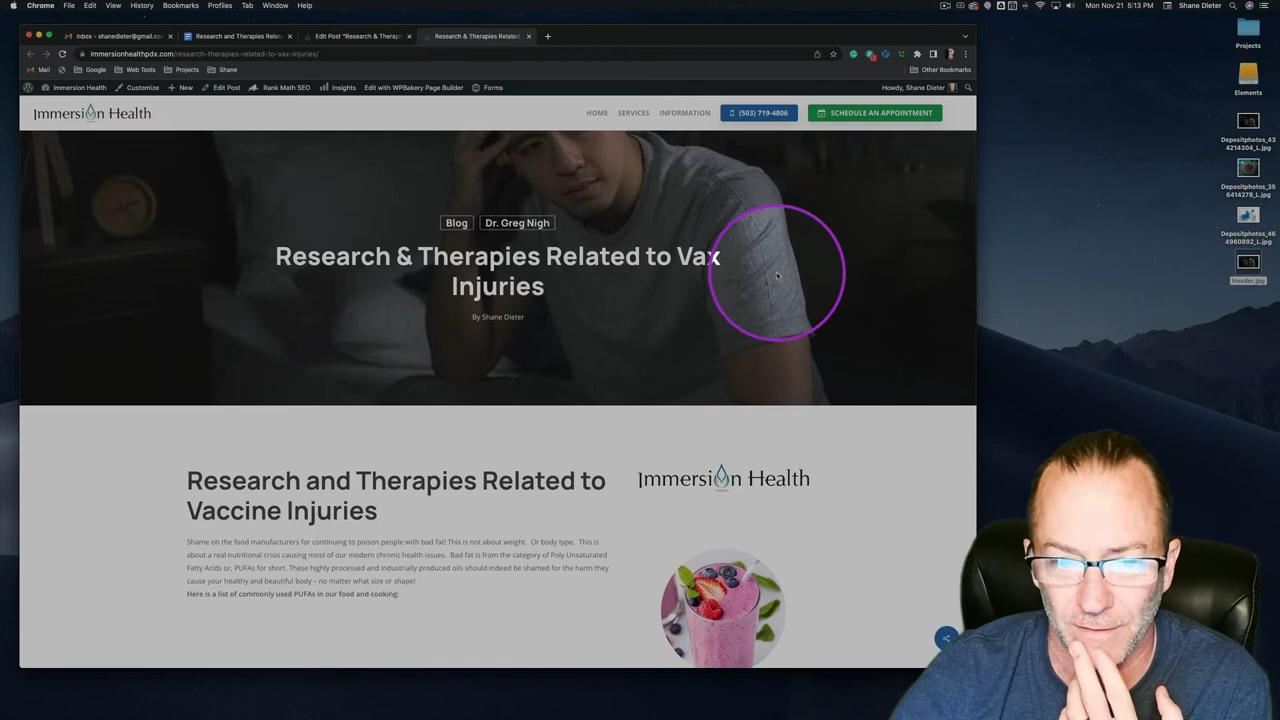 Chrome File Edit View History Bookmarks Profiles Tab Window Help
Mon Nov 21 5:13 PM Shane Dieter
Inbox - shanedieter@gmail.co
Research and Therapies Relate
Edit Post "Research & Therapi
Research & Therapies Related
immersionhealthpdx.com/research-therapies-related-to-vax-injuries/
Mail Google Web Tools Projects Shane Other Bookmarks
Immersion Health Customize New Edit Post Rank Math SEO Insights Edit with WPBakery Page Builder Forms Howdy, Shane Dieter
Immersion Health
HOME SERVICES INFORMATION (503) 719-4806 SCHEDULE AN APPOINTMENT
Blog Dr. Greg Nigh
Research & Therapies Related to Vax
Injuries
By Shane Dieter
Research and Therapies Related to
Vaccine Injuries
Shame on the food manufacturers for continuing to poison people with bad fat! This is not about weight. Or body type. This is
about a real nutritional crisis causing most of our modern chronic health issues. Bad fat is from the category of Poly Unsaturated
Fatty Acids or, PUFAs for short. These highly processed and industrially produced oils should indeed be shamed for the harm they
cause your healthy and beautiful body – no matter what size or shape!
Here is a list of commonly used PUFAs in our food and cooking:
Immersion Health
Projects
Elements
Depositphotos_43
4214304_L.jpg
Depositphotos_35
6414278_L.jpg
Depositphotos_46
4960892_L.jpg
Header.jpg